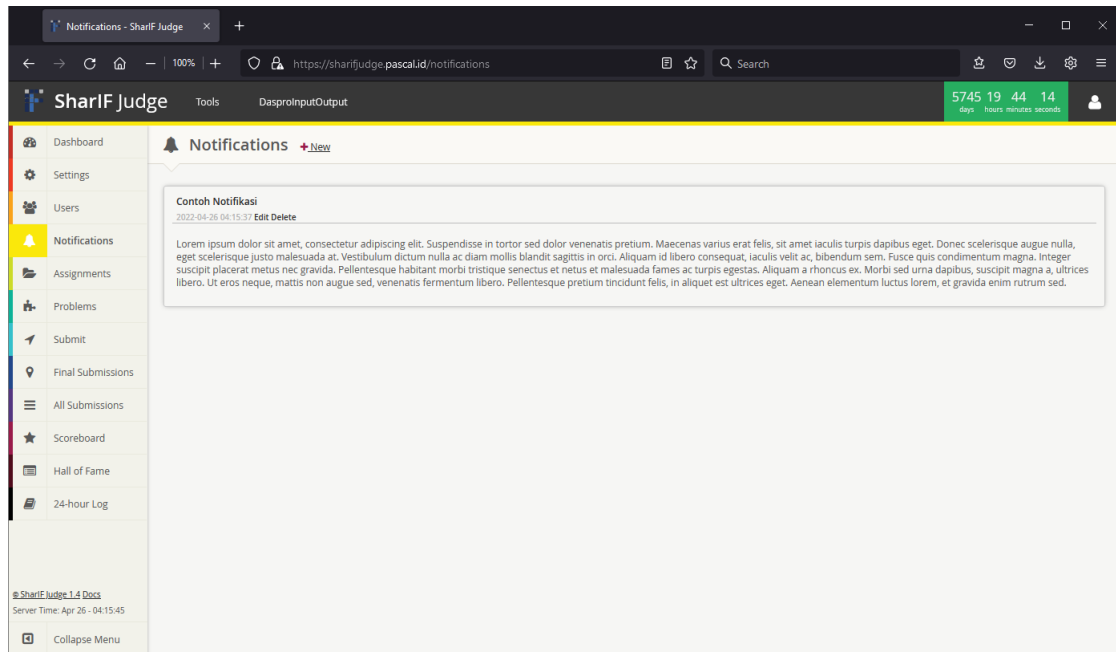 Notifications - SharIF Judge
100%
https://sharifjudge.pascal.id/notifications
Search
SharIF Judge
Tools
DasproInputOutput
5745 19 44 14
days hours minutes seconds
Dashboard
Settings
Users
Notifications
Assignments
Problems
Submit
Final Submissions
All Submissions
Scoreboard
Hall of Fame
24-hour Log
© SharIF Judge 1.4 Docs
Server Time: Apr 26 - 04:15:45
Collapse Menu
Notifications
+ New
Contoh Notifikasi
2022-04-26 04:15:37 Edit Delete
Lorem ipsum dolor sit amet, consectetur adipiscing elit. Suspendisse in tortor sed dolor venenatis pretium. Maecenas varius erat felis, sit amet iaculis turpis dapibus eget. Donec scelerisque augue nulla,
eget scelerisque justo malesuada at. Vestibulum dictum nulla ac diam mollis blandit sagittis in orci. Aliquam id libero consequat, iaculis velit ac, bibendum sem. Fusce quis condimentum magna. Integer
suscipit placerat metus nec gravida. Pellentesque habitant morbi tristique senectus et netus et malesuada fames ac turpis egestas. Aliquam a rhoncus ex. Morbi sed urna dapibus, suscipit magna a, ultrices
libero. Ut eros neque, mattis non augue sed, venenatis fermentum libero. Pellentesque pretium tincidunt felis, in aliquet est ultrices eget. Aenean elementum luctus lorem, et gravida enim rutrum sed.